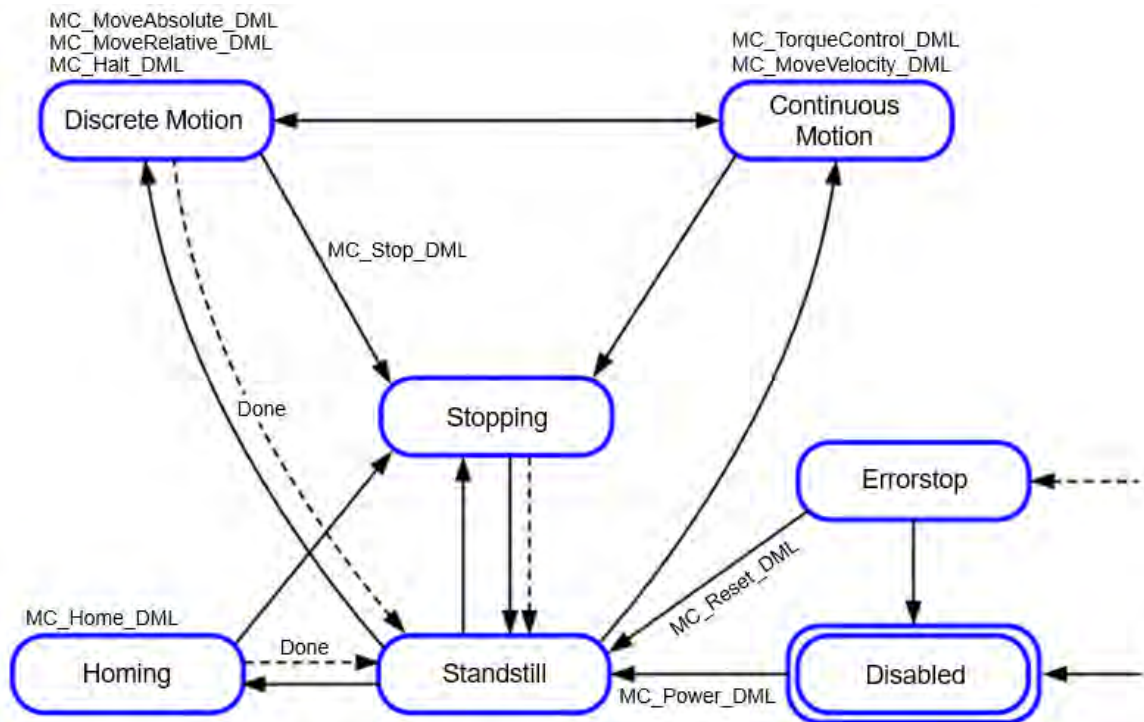 MC_MoveAbsolute_DML
MC_MoveRelative_DML
MC_Halt_DML
Discrete Motion
MC_TorqueControl_DML
MC_MoveVelocity_DML
Continuous
Motion
MC_Stop_DML
Done
Stopping
Errorstop
MC_Reset_DML
MC_Home_DML
Homing
Done
Standstill
MC_Power_DML
Disabled